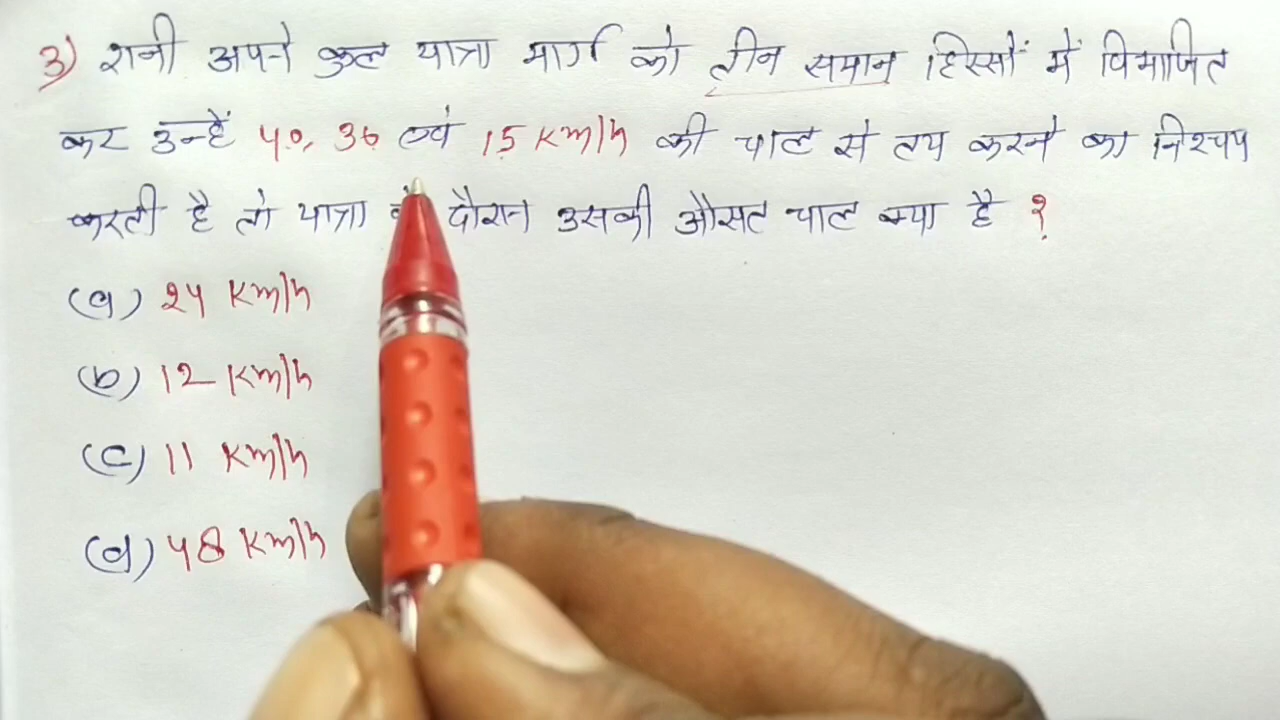 3) रानी अपने कुल यात्रा मार्ग को तीन समान हिस्सों में विभाजित
कर उन्हें 40, 30 एवं 15 Km/h की चाल से तय करने का निश्चय
करती है तो यात्रा के दौरान उसकी औसत चाल क्या है ?
(a) 24 Km/h
(b) 12 Km/h
(c) 11 Km/h
(d) 48 Km/h